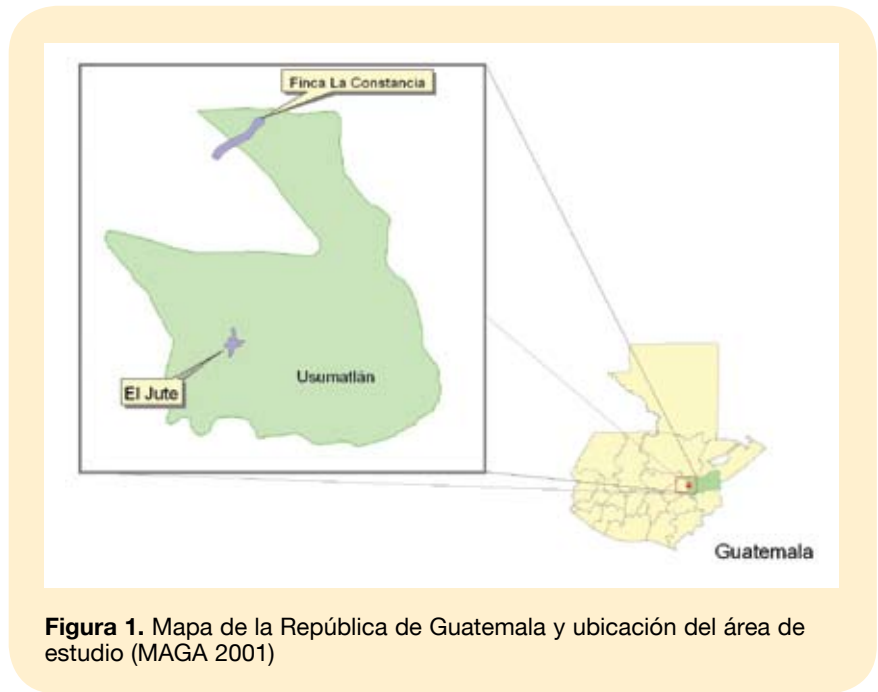 Finca La Constancia
El Jute
Usumatlán
Guatemala
Figura 1. Mapa de la República de Guatemala y ubicación del área de
estudio (MAGA 2001)